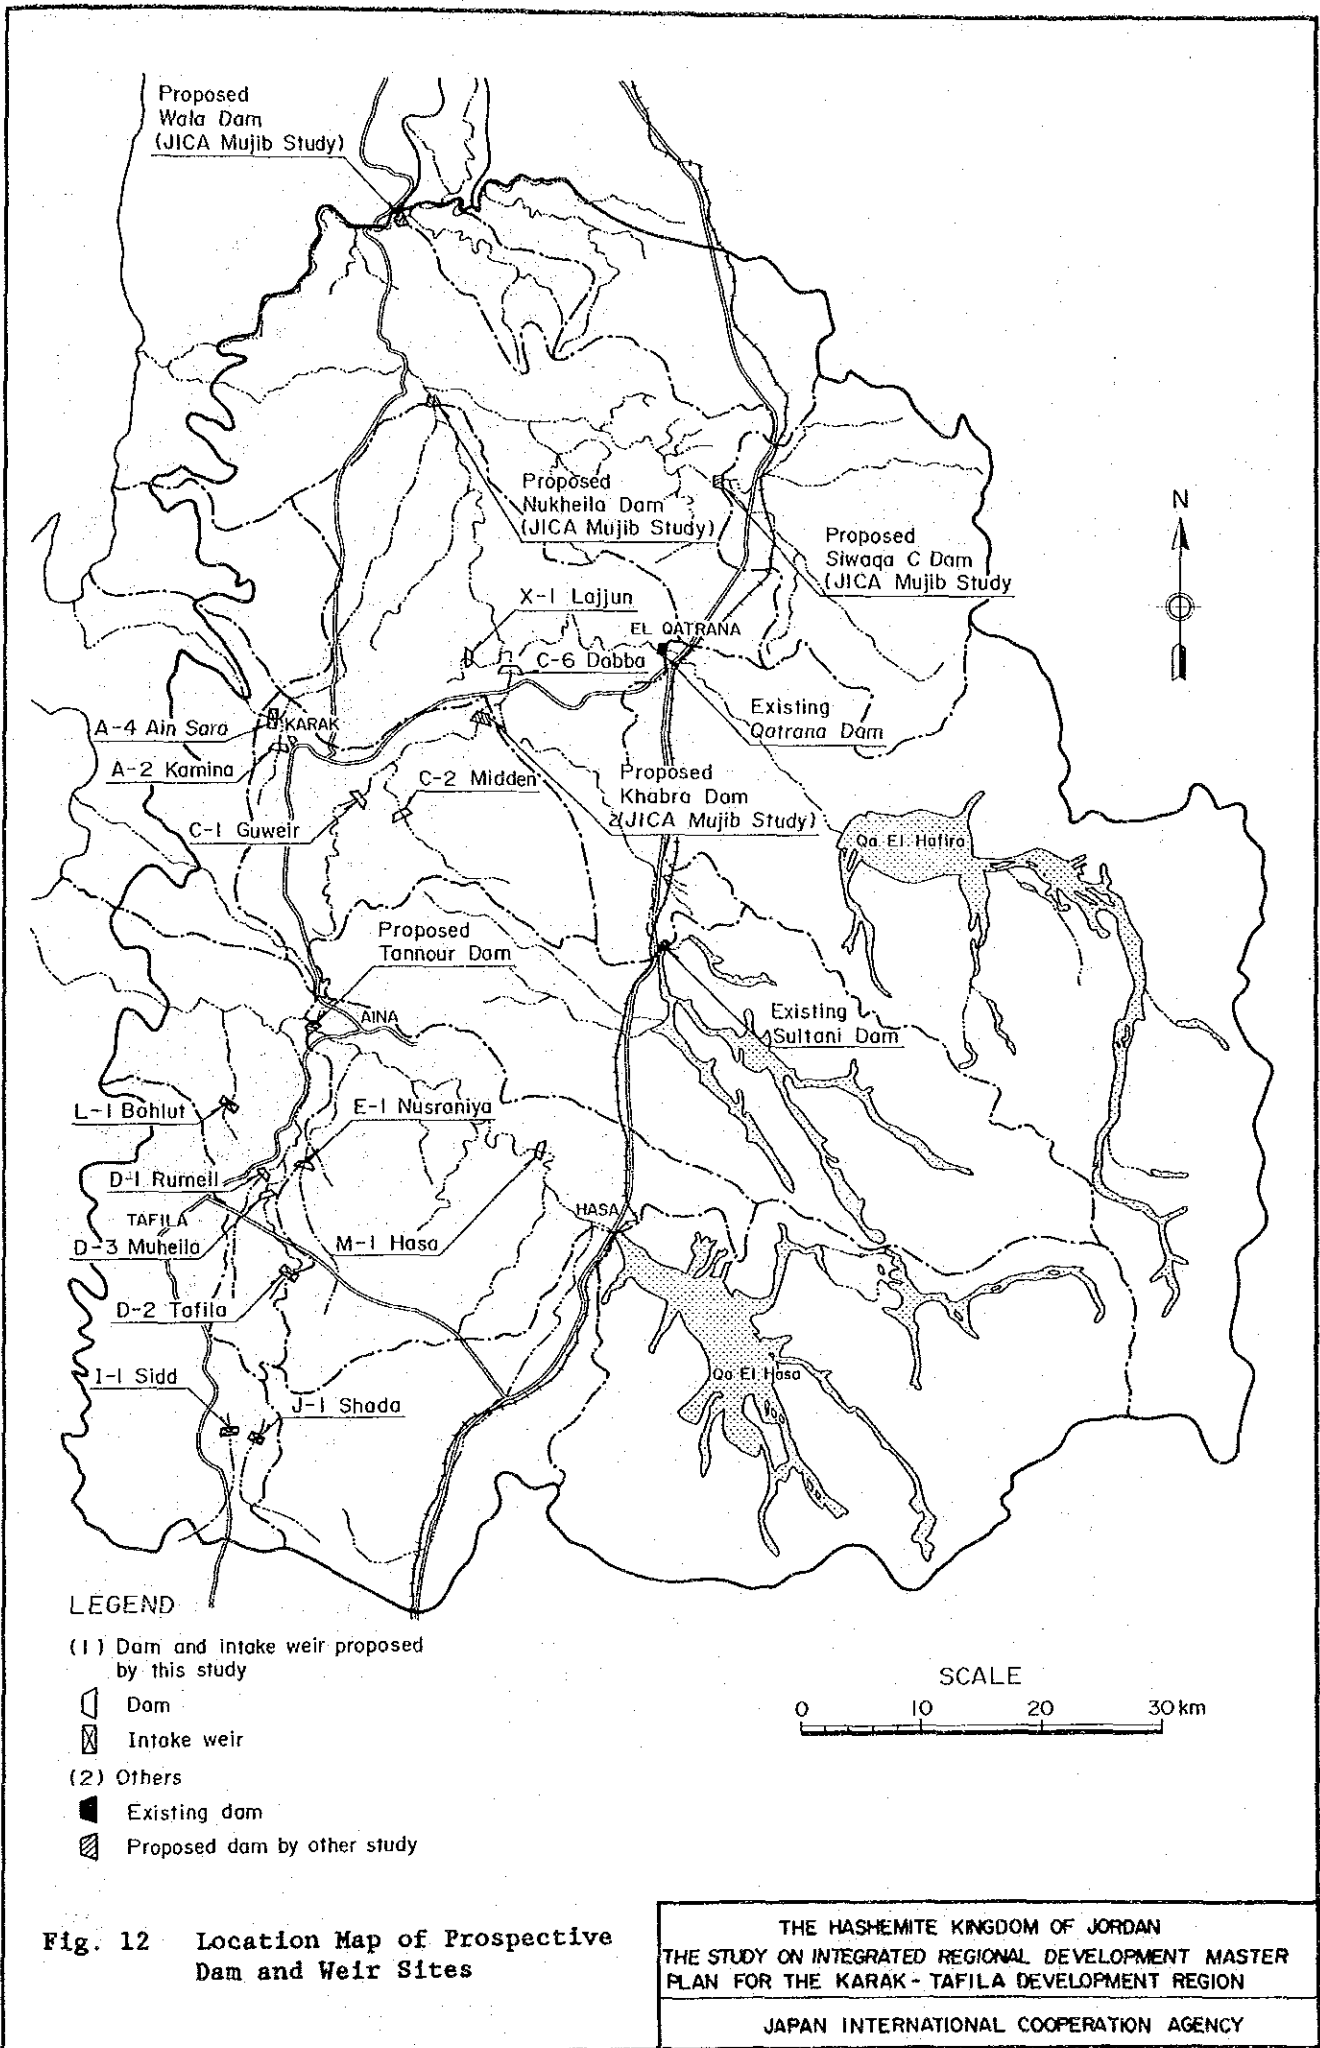 Proposed
Wala Dam
(JICA Mujib Study)
Proposed
Nukheila Dam
(JICA Mujib Study)
Proposed
Siwaqa C Dam
(JICA Mujib Study
N
X-1 Lajjun
EL QATRANA
C-6 Dabba
A-4 Ain Sara
KARAK
Existing
Qatrana Dam
A-2 Kamina
C-2 Midden
Proposed
Khabra Dam
(JICA Mujib Study)
C-1 Guweir
Qa El Hafira
Proposed
Tannour Dam
AINA
Existing
Sultani Dam
L-1 Bahlut
E-1 Nusraniya
D-1 Rumeil
TAFILA
HASA
D-3 Muheila
M-1 Hasa
D-2 Tafila
I-1 Sidd
Qa El Hasa
J-1 Shada
LEGEND
(1) Dam and intake weir proposed
by this study
Dam
Intake weir
(2) Others
Existing dam
Proposed dam by other study
SCALE
0 10 20 30 km
Fig. 12 Location Map of Prospective
Dam and Weir Sites
THE HASHEMITE KINGDOM OF JORDAN
THE STUDY ON INTEGRATED REGIONAL DEVELOPMENT MASTER
PLAN FOR THE KARAK - TAFILA DEVELOPMENT REGION
JAPAN INTERNATIONAL COOPERATION AGENCY